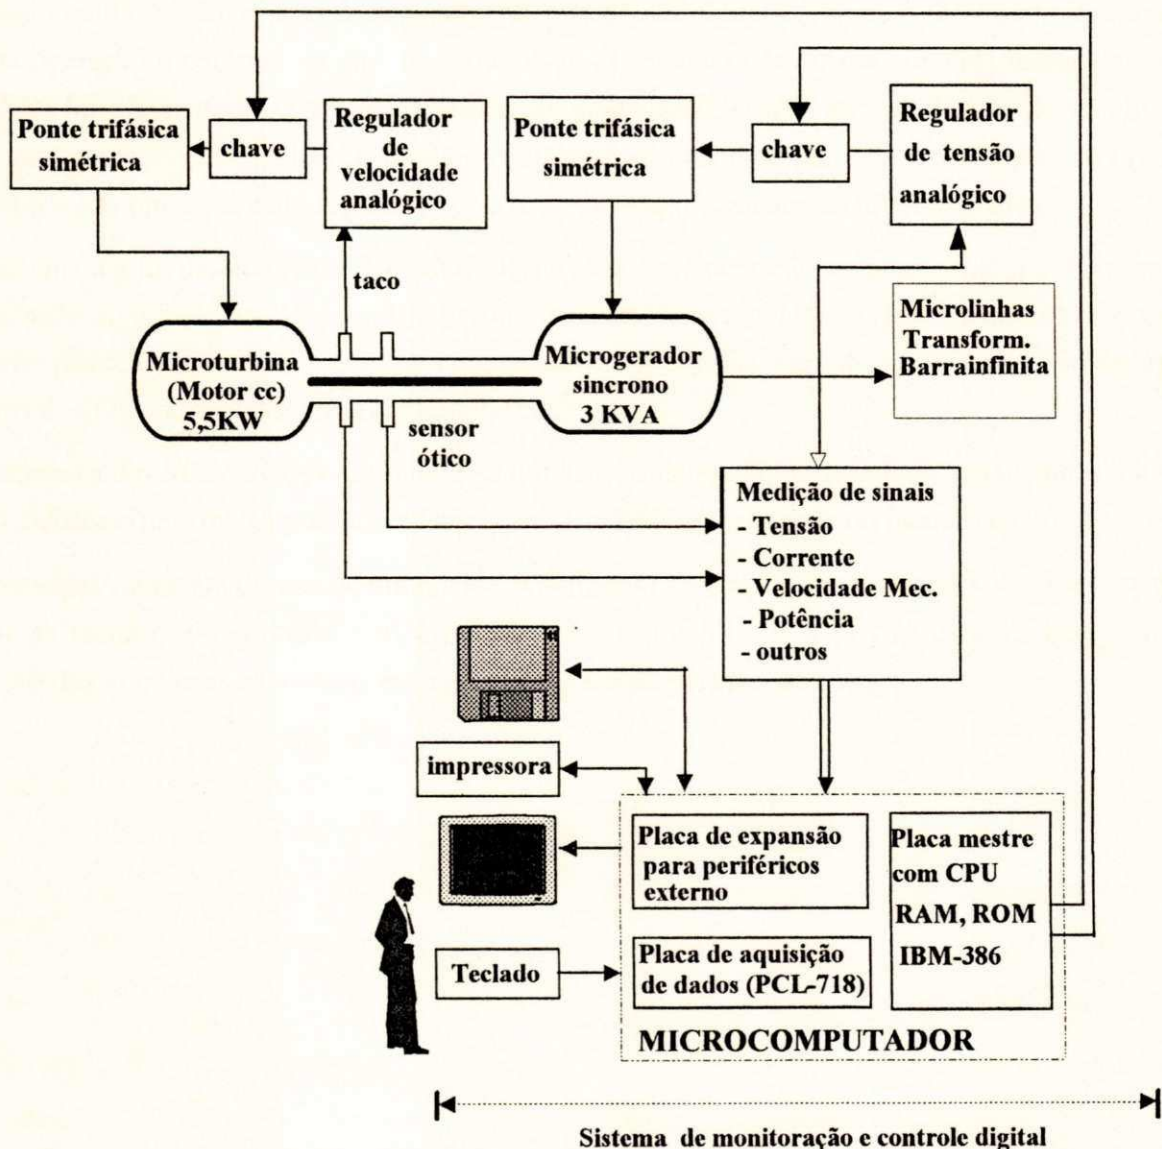 Ponte trifásica
simétrica
chave
Regulador
de
velocidade
analógico
Ponte trifásica
simétrica
chave
Regulador
de tensão
analógico
taco
Microturbina
(Motor cc)
5,5KW
sensor
ótico
Microgerador
sincrono
3 KVA
Microlinhas
Transform.
Barrainfinita
Medição de sinais
- Tensão
- Corrente
- Velocidade Mec.
- Potência
- outros
impressora
Placa de expansão
para periféricos
externo
Placa mestre
com CPU
RAM, ROM
IBM-386
Teclado
Placa de aquisição
de dados (PCL-718)
MICROCOMPUTADOR
Sistema de monitoração e controle digital